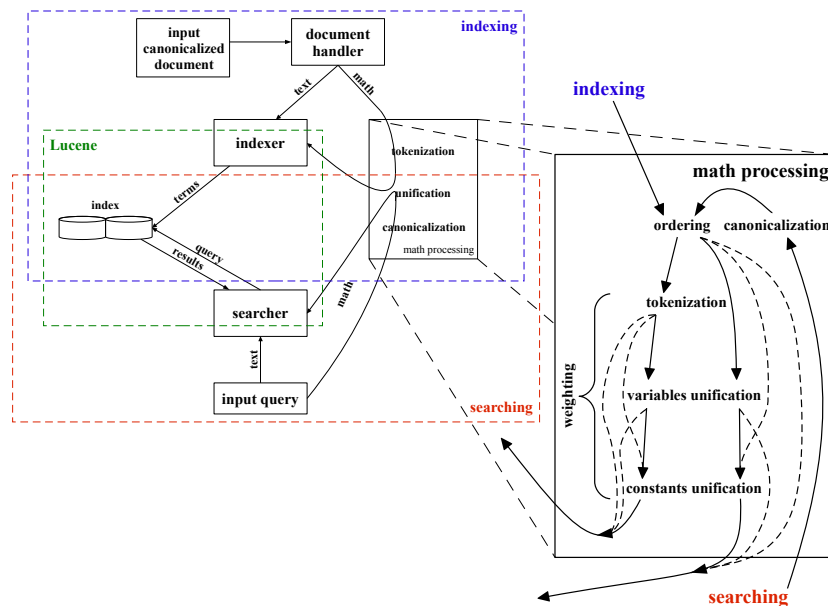 indexing
input
canonicalized
document
document
handler
text
math
Lucene
indexer
tokenization
terms
index
unification
canonicalization
math processing
query
results
math
searcher
text
input query
searching
indexing
math processing
ordering
canonicalization
tokenization
weighting
variables unification
constants unification
searching